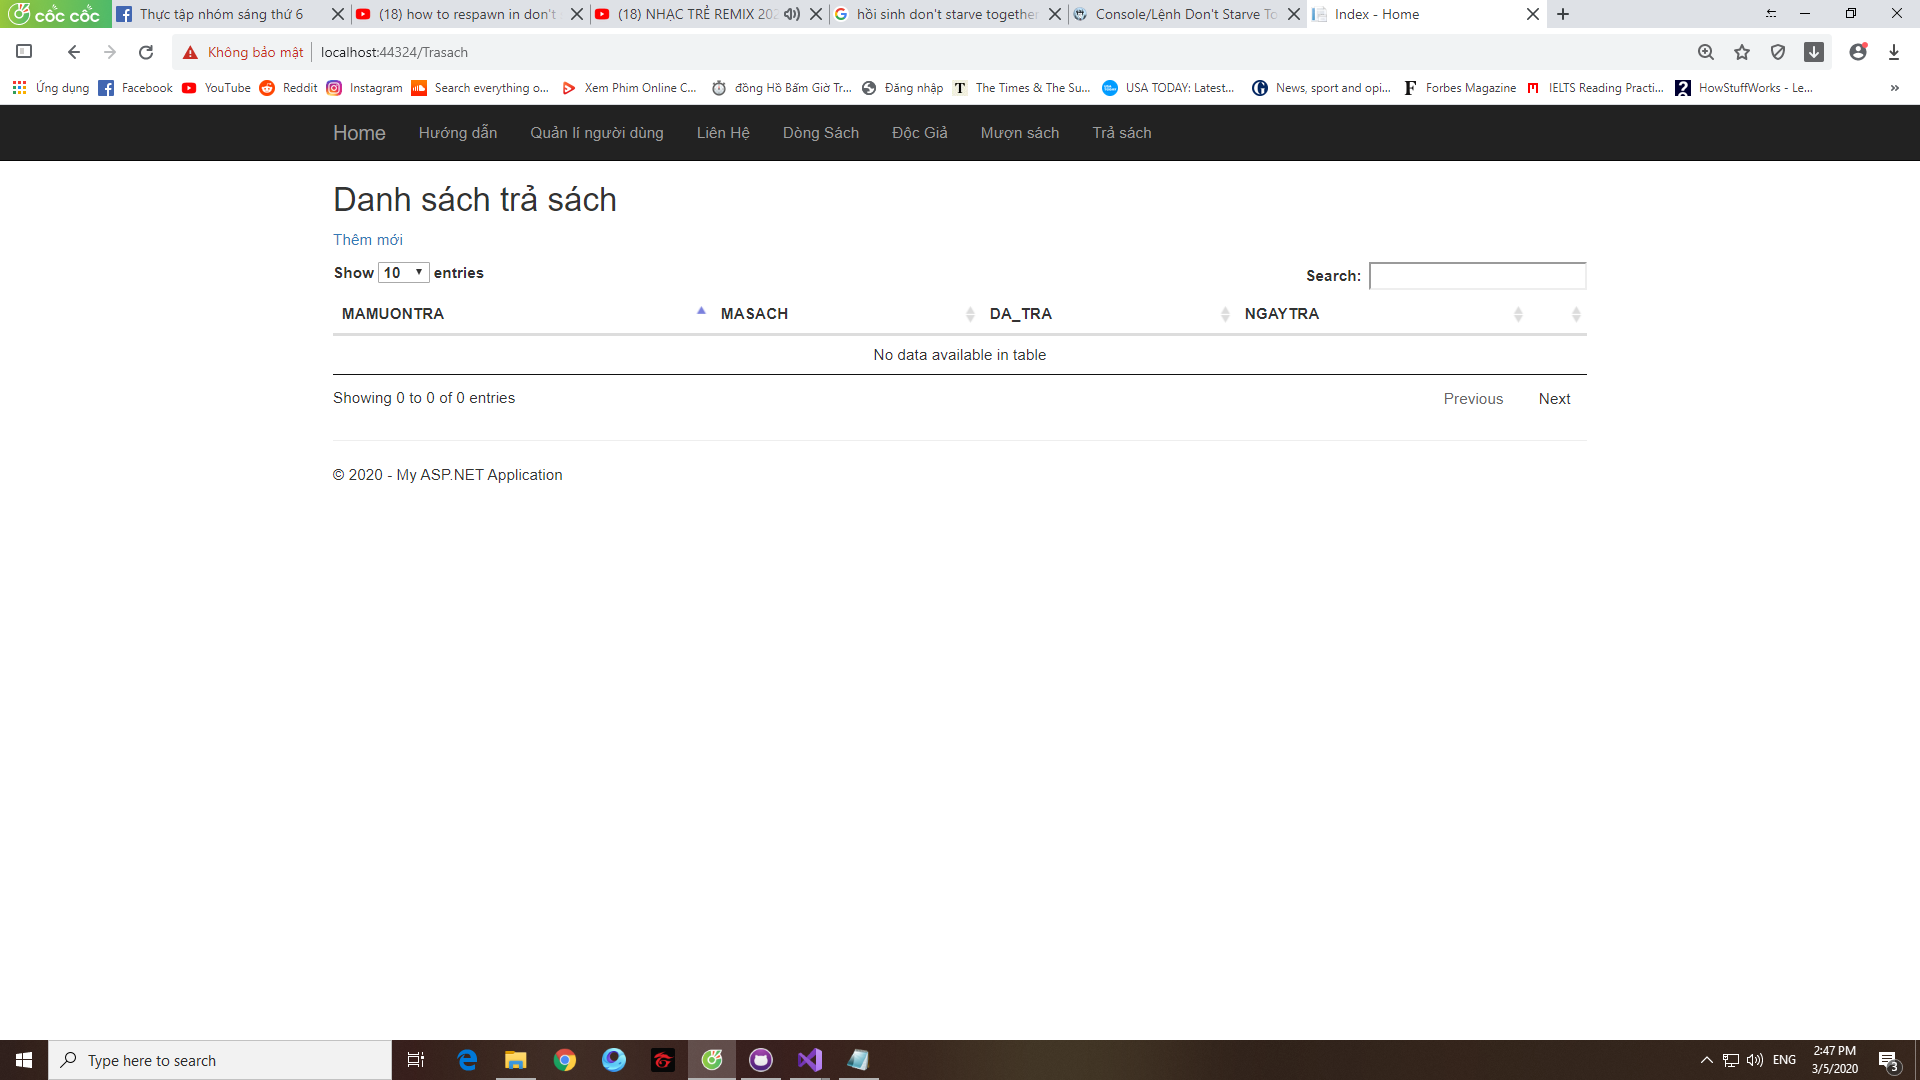 cốc cốc
Thực tập nhóm sáng thứ 6
(18) how to respawn in don't
(18) NHẠC TRẺ REMIX 202
hồi sinh don't starve together
Console/Lệnh Don't Starve To
Index - Home
Không bảo mật
localhost:44324/Trasach
Ứng dụng
Facebook
YouTube
Reddit
Instagram
Search everything o...
Xem Phim Online C...
đồng Hồ Bấm Giờ Tr...
Đăng nhập
The Times & The Su...
USA TODAY: Latest...
News, sport and opi...
Forbes Magazine
IELTS Reading Practi...
HowStuffWorks - Le...
»
Home
Hướng dẫn
Quản lí người dùng
Liên Hệ
Dòng Sách
Độc Giả
Mượn sách
Trả sách
Danh sách trả sách
Thêm mới
Show 10 entries
Search:
MAMUONTRA
MASACH
DA_TRA
NGAYTRA
No data available in table
Showing 0 to 0 of 0 entries
Previous
Next
© 2020 - My ASP.NET Application
Type here to search
ENG
2:47 PM
3/5/2020
3